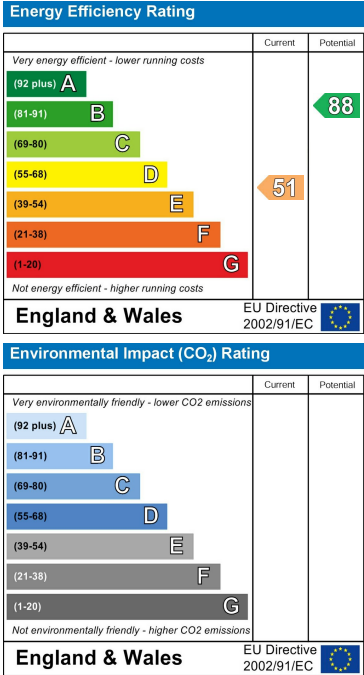 Energy Efficiency Rating
Current Potential
Very energy efficient - lower running costs
(92 plus) A
(81-91) B
88
(69-80) C
(55-68) D
51
(39-54) E
(21-38) F
(1-20) G
Not energy efficient - higher running costs
England & Wales
EU Directive
2002/91/EC
Environmental Impact (CO₂) Rating
Current Potential
Very environmentally friendly - lower CO2 emissions
(92 plus) A
(81-91) B
(69-80) C
(55-68) D
(39-54) E
(21-38) F
(1-20) G
Not environmentally friendly - higher CO2 emissions
England & Wales
EU Directive
2002/91/EC